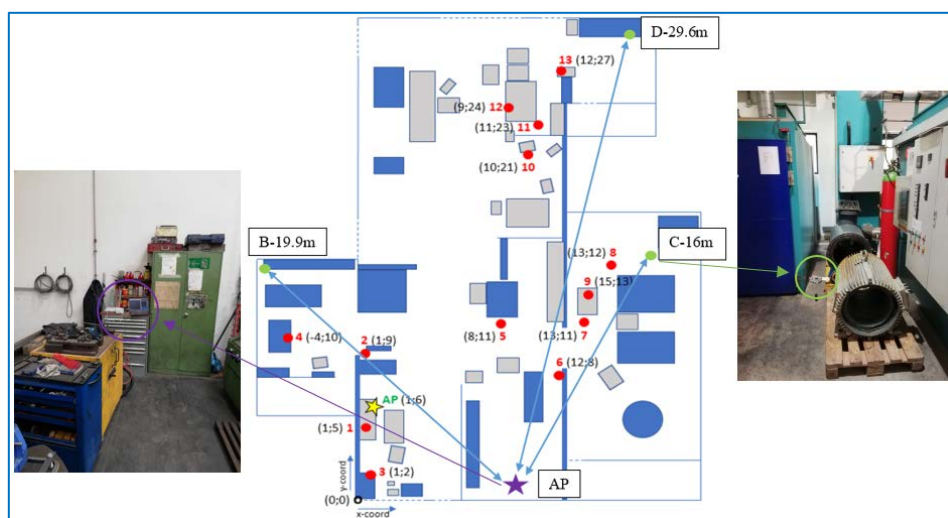 D-29.6m
13 (12;27)
(9;24) 12
(11;23) 11
(10;21) 10
B-19.9m
C-16m
(13;12) 8
9 (15;13)
4 (-4;10)
2 (1;9)
(8;11) 5
(13;11) 7
6 (12;8)
AP (1;6)
(1;5) 1
3 (1;2)
AP
y-coord
(0;0)
x-coord